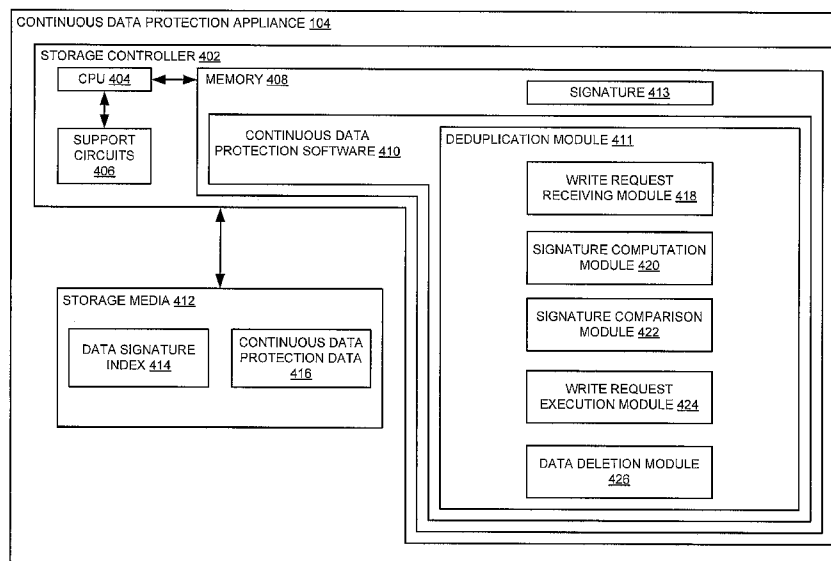 CONTINUOUS DATA PROTECTION APPLIANCE 104
STORAGE CONTROLLER 402
CPU 404
MEMORY 408
SIGNATURE 413
SUPPORT
CIRCUITS
406
CONTINUOUS DATA
PROTECTION SOFTWARE 410
DEDUPLICATION MODULE 411
WRITE REQUEST
RECEIVING MODULE 418
SIGNATURE COMPUTATION
MODULE 420
SIGNATURE COMPARISON
MODULE 422
WRITE REQUEST
EXECUTION MODULE 424
DATA DELETION MODULE
426
STORAGE MEDIA 412
DATA SIGNATURE
INDEX 414
CONTINUOUS DATA
PROTECTION DATA
416